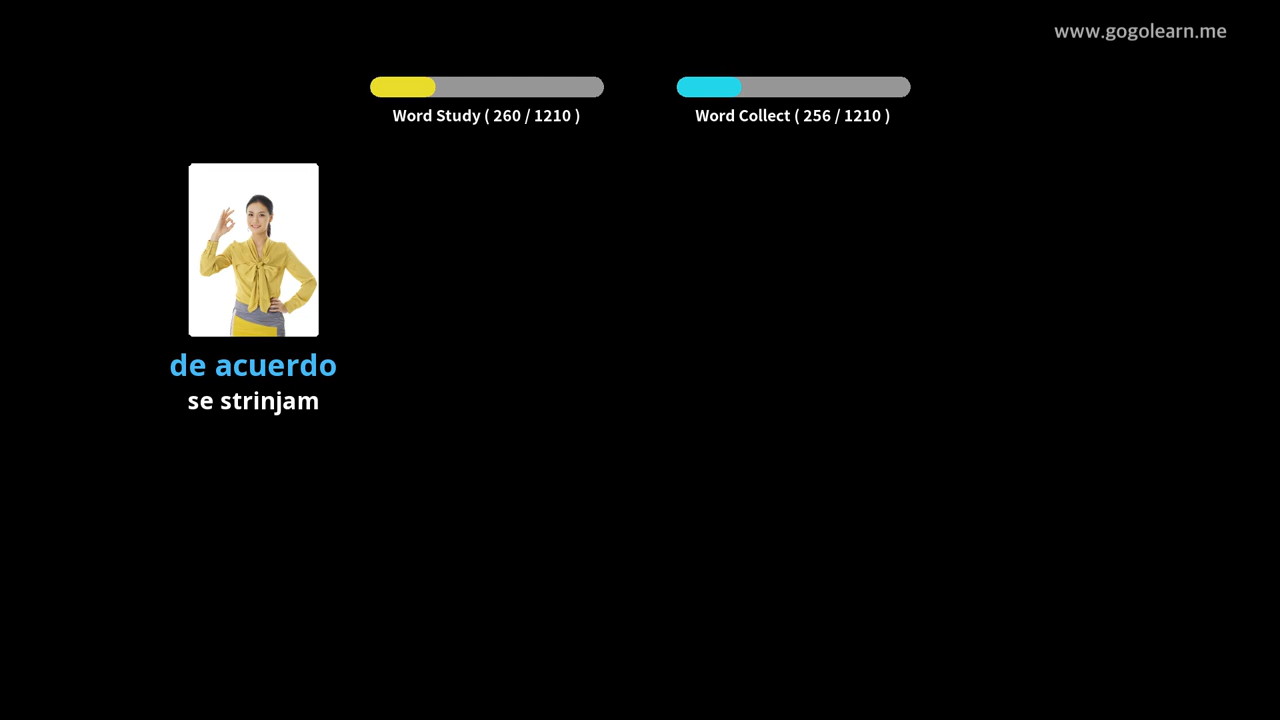 www.gogolearn.me
Word Study ( 260 / 1210 )
Word Collect ( 256 / 1210 )
de acuerdo
se strinjam